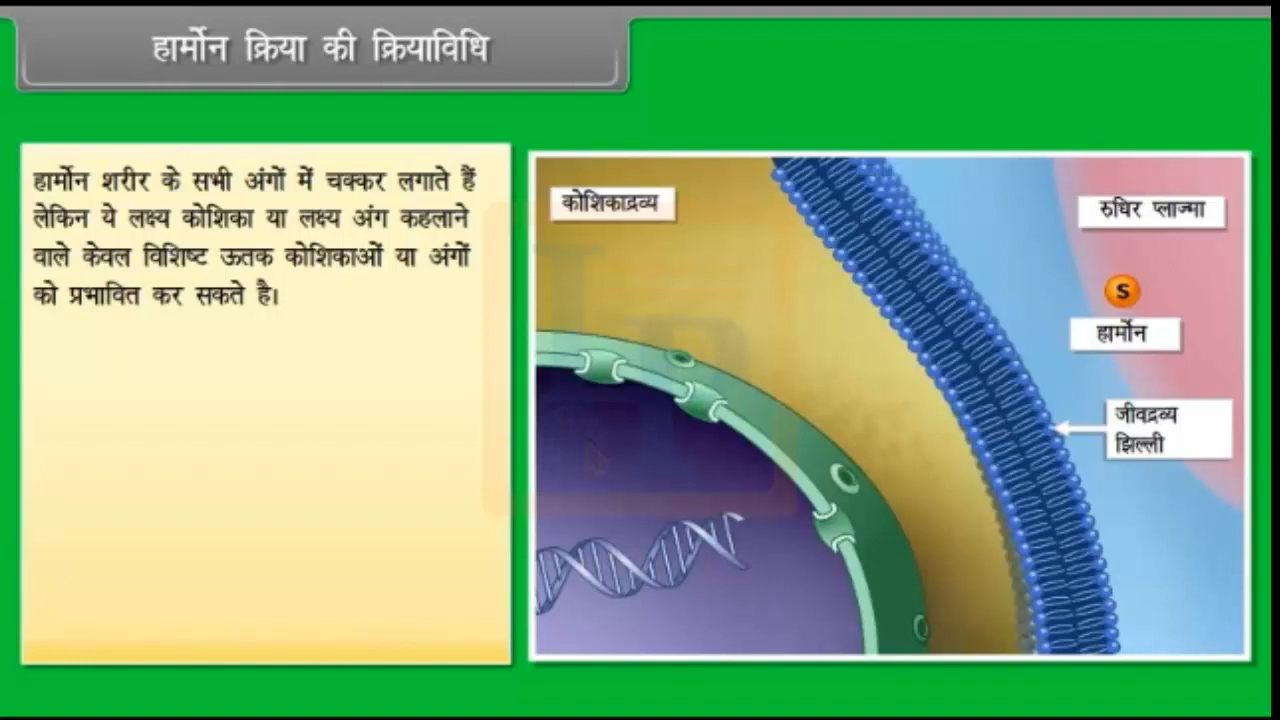 हार्मोन क्रिया की क्रियाविधि
हार्मोन शरीर के सभी अंगों में चक्कर लगाते हैं
लेकिन ये लक्ष्य कोशिका या लक्ष्य अंग कहलाने
वाले केवल विशिष्ट ऊतक कोशिकाओं या अंगों
को प्रभावित कर सकते है।
कोशिकाद्रव्य
रुधिर प्लाज्मा
S
हार्मोन
जीवद्रव्य
झिल्ली